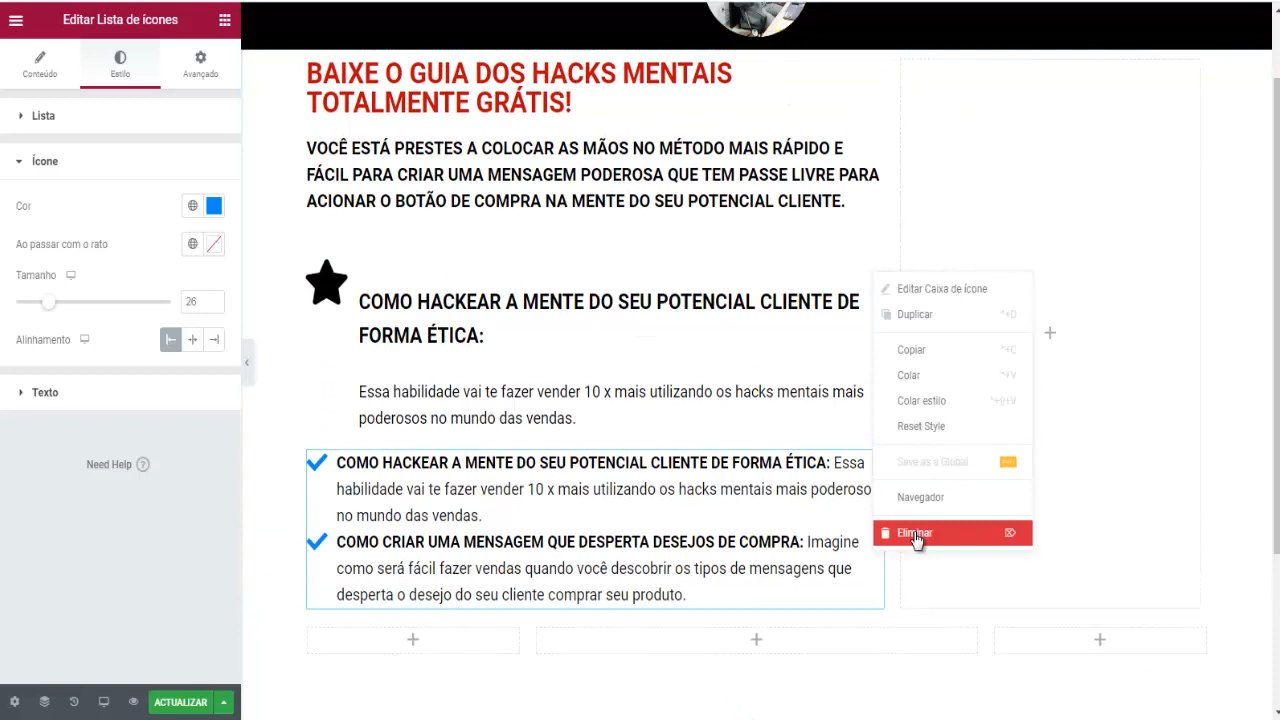 Editar Lista de ícones
Conteúdo
Estilo
Avançado
Lista
Ícone
Cor
Ao passar com o rato
Tamanho
26
Alinhamento
Texto
Need Help
ACTUALIZAR
BAIXE O GUIA DOS HACKS MENTAIS
TOTALMENTE GRÁTIS!
VOCÊ ESTÁ PRESTES A COLOCAR AS MÃOS NO MÉTODO MAIS RÁPIDO E
FÁCIL PARA CRIAR UMA MENSAGEM PODEROSA QUE TEM PASSE LIVRE PARA
ACIONAR O BOTÃO DE COMPRA NA MENTE DO SEU POTENCIAL CLIENTE.
COMO HACKEAR A MENTE DO SEU POTENCIAL CLIENTE DE
FORMA ÉTICA:
Essa habilidade vai te fazer vender 10 x mais utilizando os hacks mentais mais
poderosos no mundo das vendas.
COMO HACKEAR A MENTE DO SEU POTENCIAL CLIENTE DE FORMA ÉTICA: Essa
habilidade vai te fazer vender 10 x mais utilizando os hacks mentais mais poderoso
no mundo das vendas.
COMO CRIAR UMA MENSAGEM QUE DESPERTA DESEJOS DE COMPRA: Imagine
como será fácil fazer vendas quando você descobrir os tipos de mensagens que
desperta o desejo do seu cliente comprar seu produto.
Editar Caixa de ícone
Duplicar ^+D
Copiar ^+C
Colar ^+V
Colar estilo ^+⇧+V
Reset Style
Save as a Global
Navegador
Eliminar